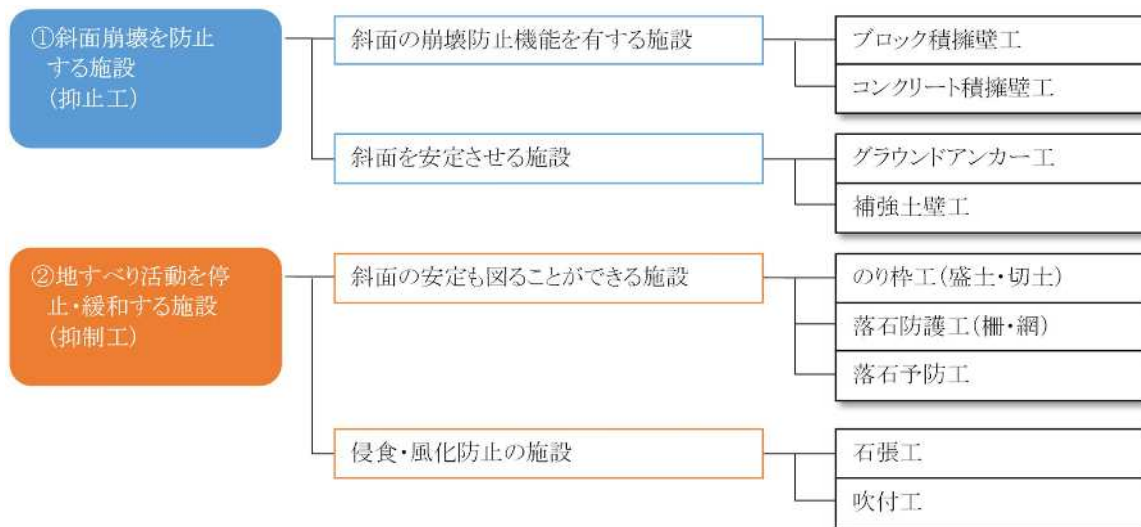 ①斜面崩壊を防止
する施設
(抑止工)
斜面の崩壊防止機能を有する施設
ブロック積擁壁工
コンクリート積擁壁工
斜面を安定させる施設
グラウンドアンカー工
補強土壁工
②地すべり活動を停
止・緩和する施設
(抑制工)
斜面の安定も図ることができる施設
のり枠工(盛土・切土)
落石防護工(柵・網)
落石予防工
侵食・風化防止の施設
石張工
吹付工